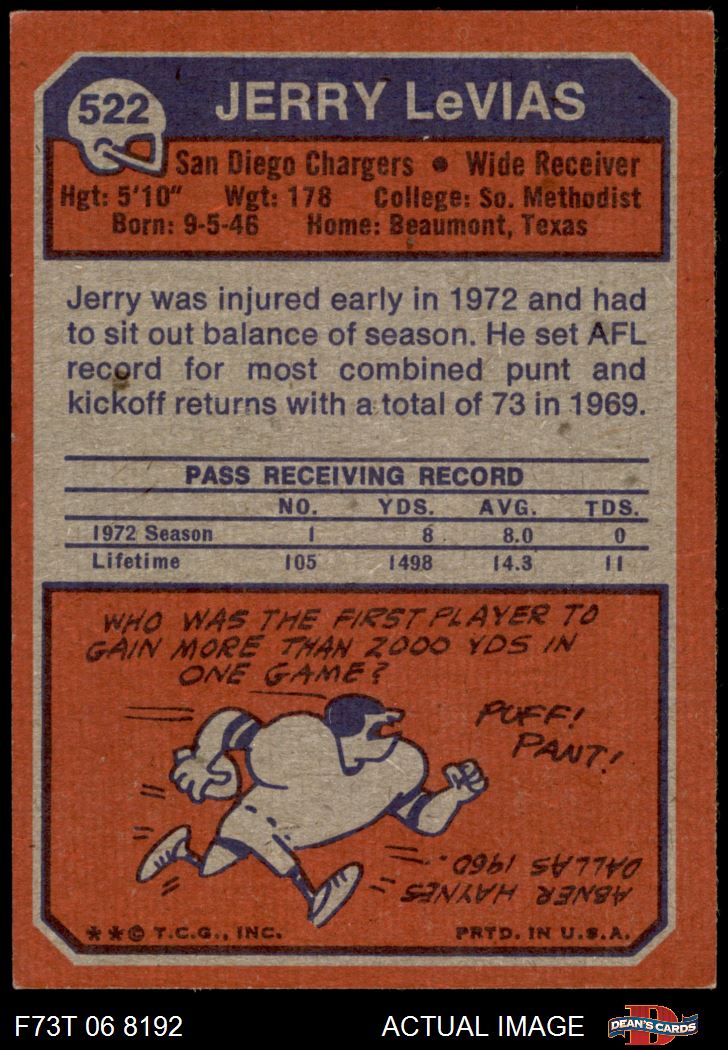 522
JERRY LeVIAS
San Diego Chargers • Wide Receiver
Hgt: 5'10" Wgt: 178 College: So. Methodist
Born: 9-5-46 Home: Beaumont, Texas
Jerry was injured early in 1972 and had
to sit out balance of season. He set AFL
record for most combined punt and
kickoff returns with a total of 73 in 1969.
PASS RECEIVING RECORD
NO. YDS. AVG. TDS.
1972 Season 1 8 8.0 0
Lifetime 105 1498 14.3 11
WHO WAS THE FIRST PLAYER TO
GAIN MORE THAN 2000 YDS IN
ONE GAME?
PUFF!
PANT!
ABNER HAYNES
DALLAS 1960..
**© T.C.G., INC. PRTD. IN U.S.A.
F73T 06 8192 ACTUAL IMAGE D DEAN'S CARDS